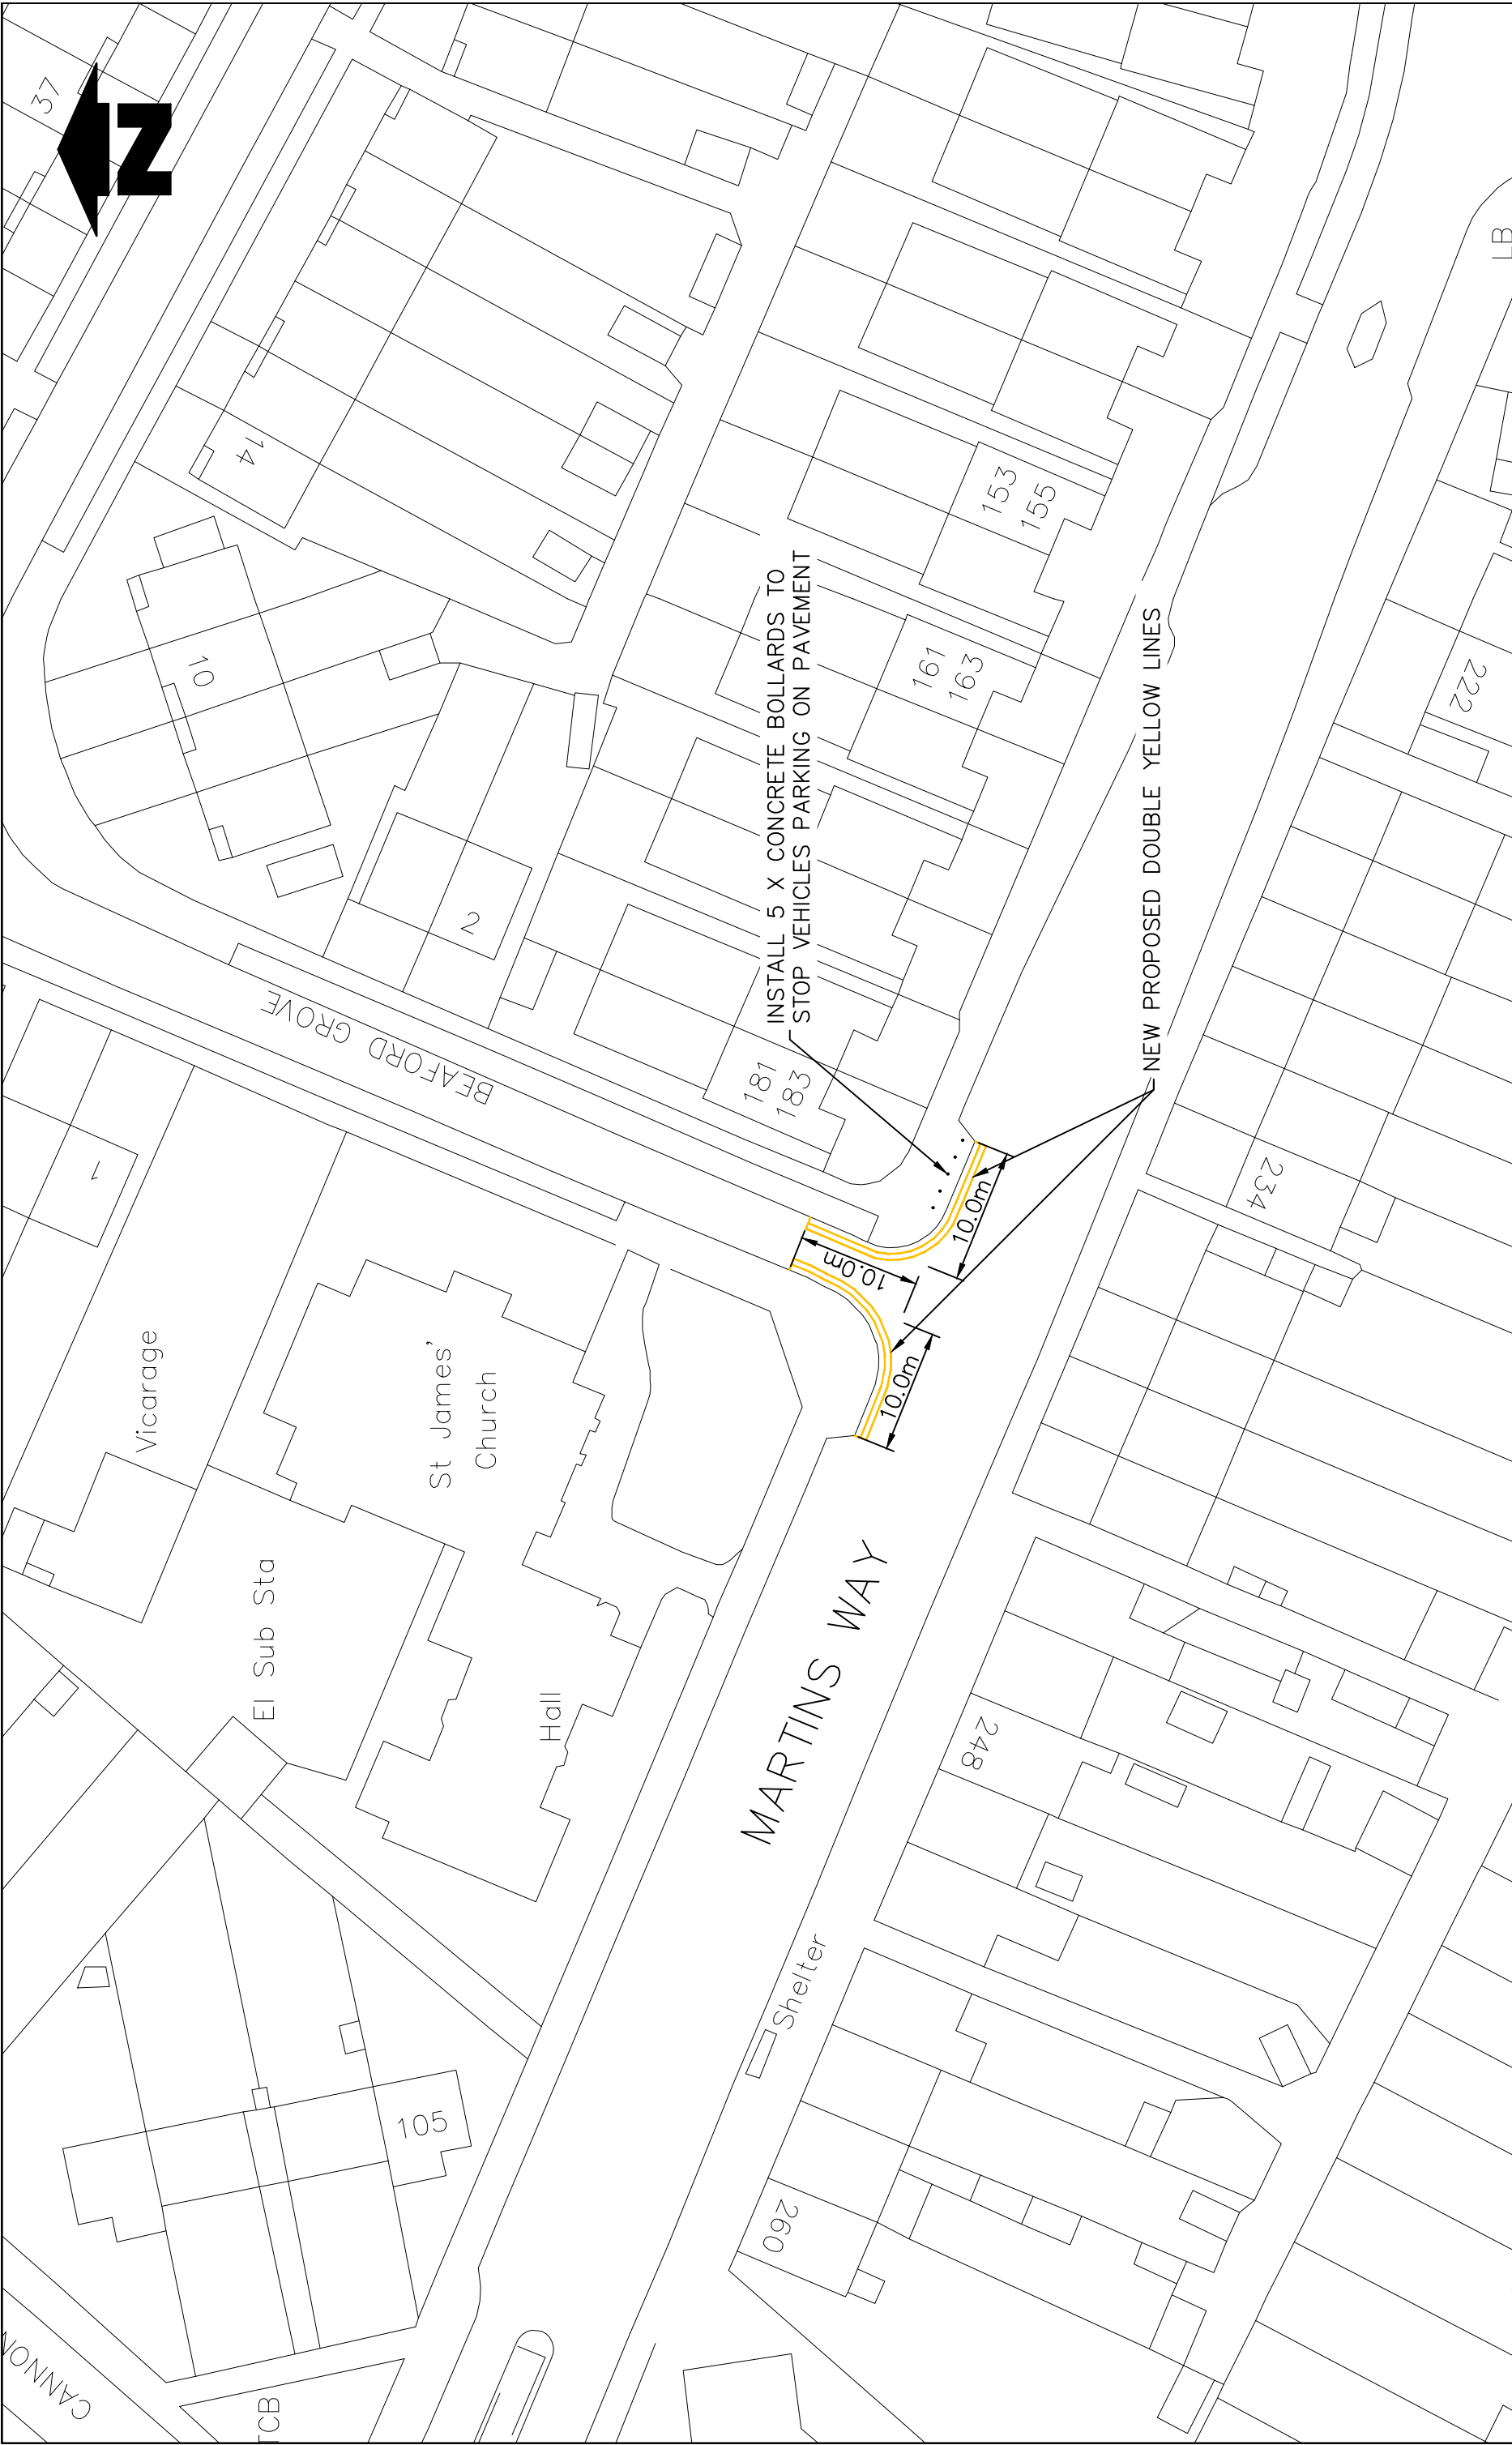 37
N
14
10
2
BEAFORD GROVE
1
INSTALL 5 X CONCRETE BOLLARDS TO
STOP VEHICLES PARKING ON PAVEMENT
153
155
161
163
181
183
NEW PROPOSED DOUBLE YELLOW LINES
10.0m
10.0m
10.0m
LB
222
234
Vicarage
St James'
Church
El Sub Sta
Hall
MARTINS WAY
248
Shelter
260
105
CANNON
TCB